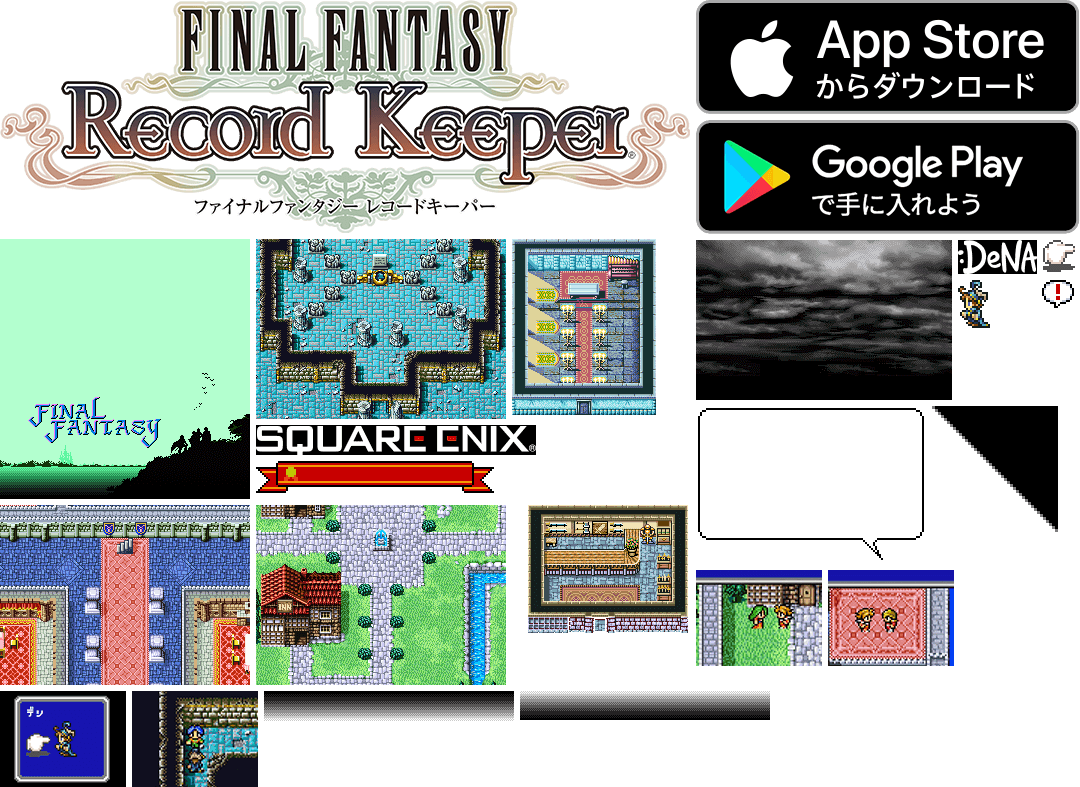 FINAL FANTASY
Record Keeper®
ファイナルファンタジー レコードキーパー
App Store
からダウンロード
Google Play
で手に入れよう
:DeNA
!
FINAL
FANTASY
SQUARE ENIX®
INN
デシ